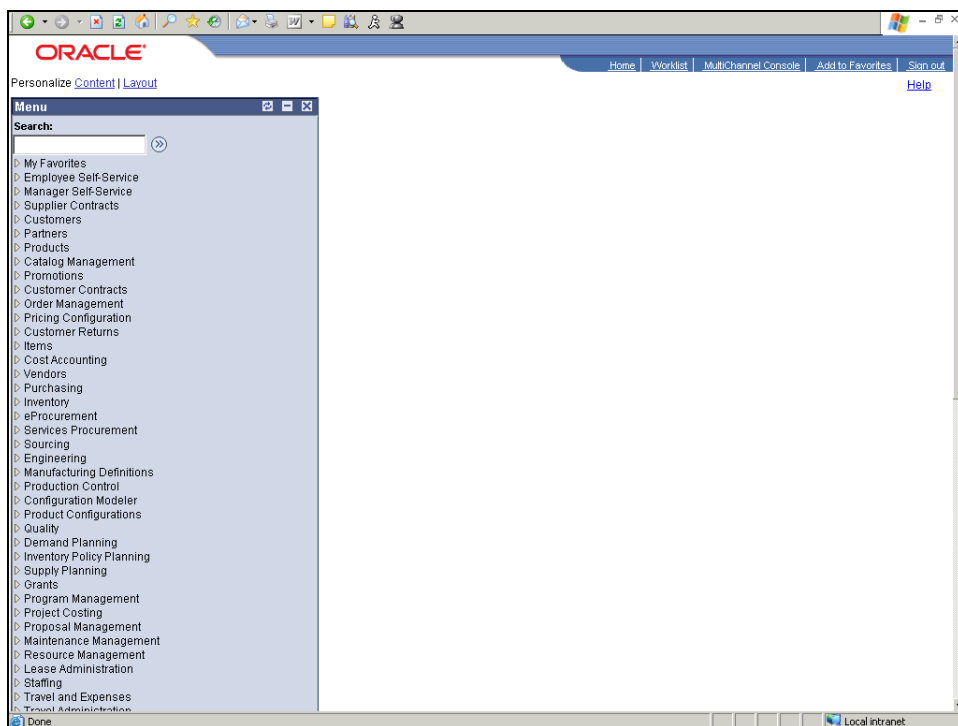 ORACLE
Home Worklist MultiChannel Console Add to Favorites Sign out
Personalize Content | Layout
Help
Menu
Search:
My Favorites
Employee Self-Service
Manager Self-Service
Supplier Contracts
Customers
Partners
Products
Catalog Management
Promotions
Customer Contracts
Order Management
Pricing Configuration
Customer Returns
Items
Cost Accounting
Vendors
Purchasing
Inventory
eProcurement
Services Procurement
Sourcing
Engineering
Manufacturing Definitions
Production Control
Configuration Modeler
Product Configurations
Quality
Demand Planning
Inventory Policy Planning
Supply Planning
Grants
Program Management
Project Costing
Proposal Management
Maintenance Management
Resource Management
Lease Administration
Staffing
Travel and Expenses
Travel Administration
Done
Local intranet